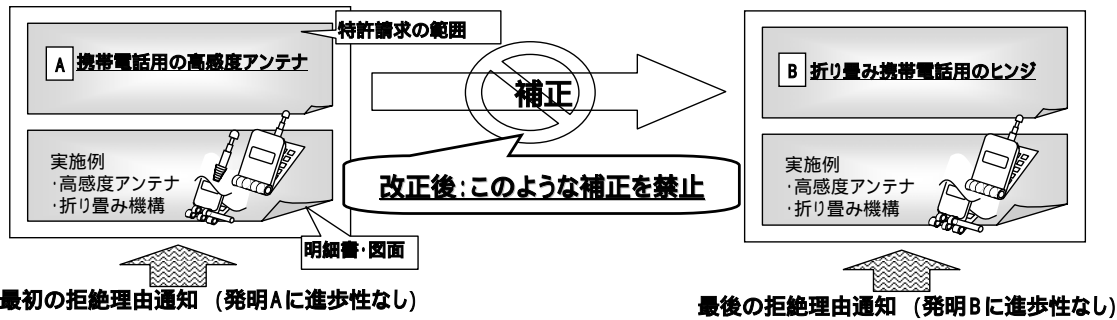 特許請求の範囲
A 携帯電話用の高感度アンテナ
実施例
・高感度アンテナ
・折り畳み機構
明細書・図面
最初の拒絶理由通知 (発明Aに進歩性なし)
補正
改正後:このような補正を禁止
B 折り畳み携帯電話用のヒンジ
実施例
・高感度アンテナ
・折り畳み機構
最後の拒絶理由通知 (発明Bに進歩性なし)